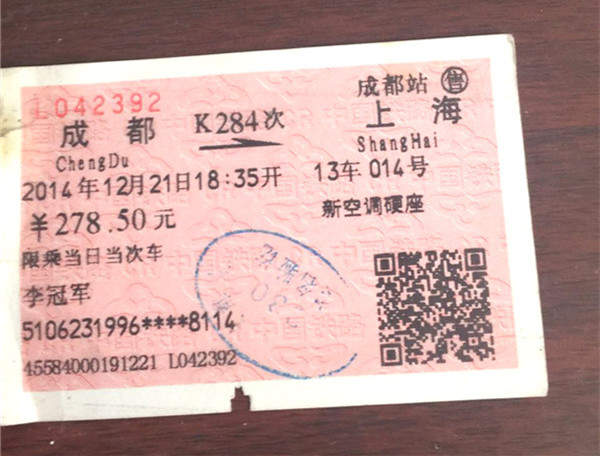 成都站 售
L042392
成都 K284次 上海
ChengDu ShangHai
2014年12月21日18:35开 13车 014号
￥278.50元 新空调硬座
限乘当日当次车
李冠军
5106231996****8114
45584000191221 L042392